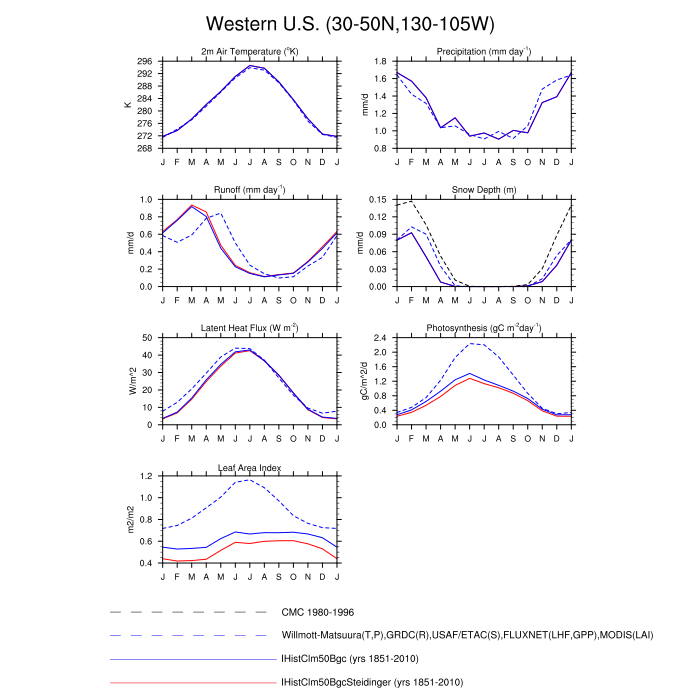 Western U.S. (30-50N,130-105W)
2m Air Temperature (°K)
Precipitation (mm day-1)
296
292
288
284
280
276
272
268
K
J F M A M J J A S O N D J
1.8
1.6
1.4
1.2
1.0
0.8
mm/d
J F M A M J J A S O N D J
Runoff (mm day-1)
Snow Depth (m)
1.0
0.8
0.6
0.4
0.2
0.0
mm/d
J F M A M J J A S O N D J
0.15
0.12
0.09
0.06
0.03
0.00
mm/d
J F M A M J J A S O N D J
Latent Heat Flux (W m-2)
Photosynthesis (gC m-2day-1)
50
40
30
20
10
0
W/m^2
J F M A M J J A S O N D J
2.4
2.0
1.6
1.2
0.8
0.4
0.0
gC/m^2/d
J F M A M J J A S O N D J
Leaf Area Index
1.2
1.0
0.8
0.6
0.4
m2/m2
J F M A M J J A S O N D J
CMC 1980-1996
Willmott-Matsuura(T,P),GRDC(R),USAF/ETAC(S),FLUXNET(LHF,GPP),MODIS(LAI)
IHistClm50Bgc (yrs 1851-2010)
IHistClm50BgcSteidinger (yrs 1851-2010)